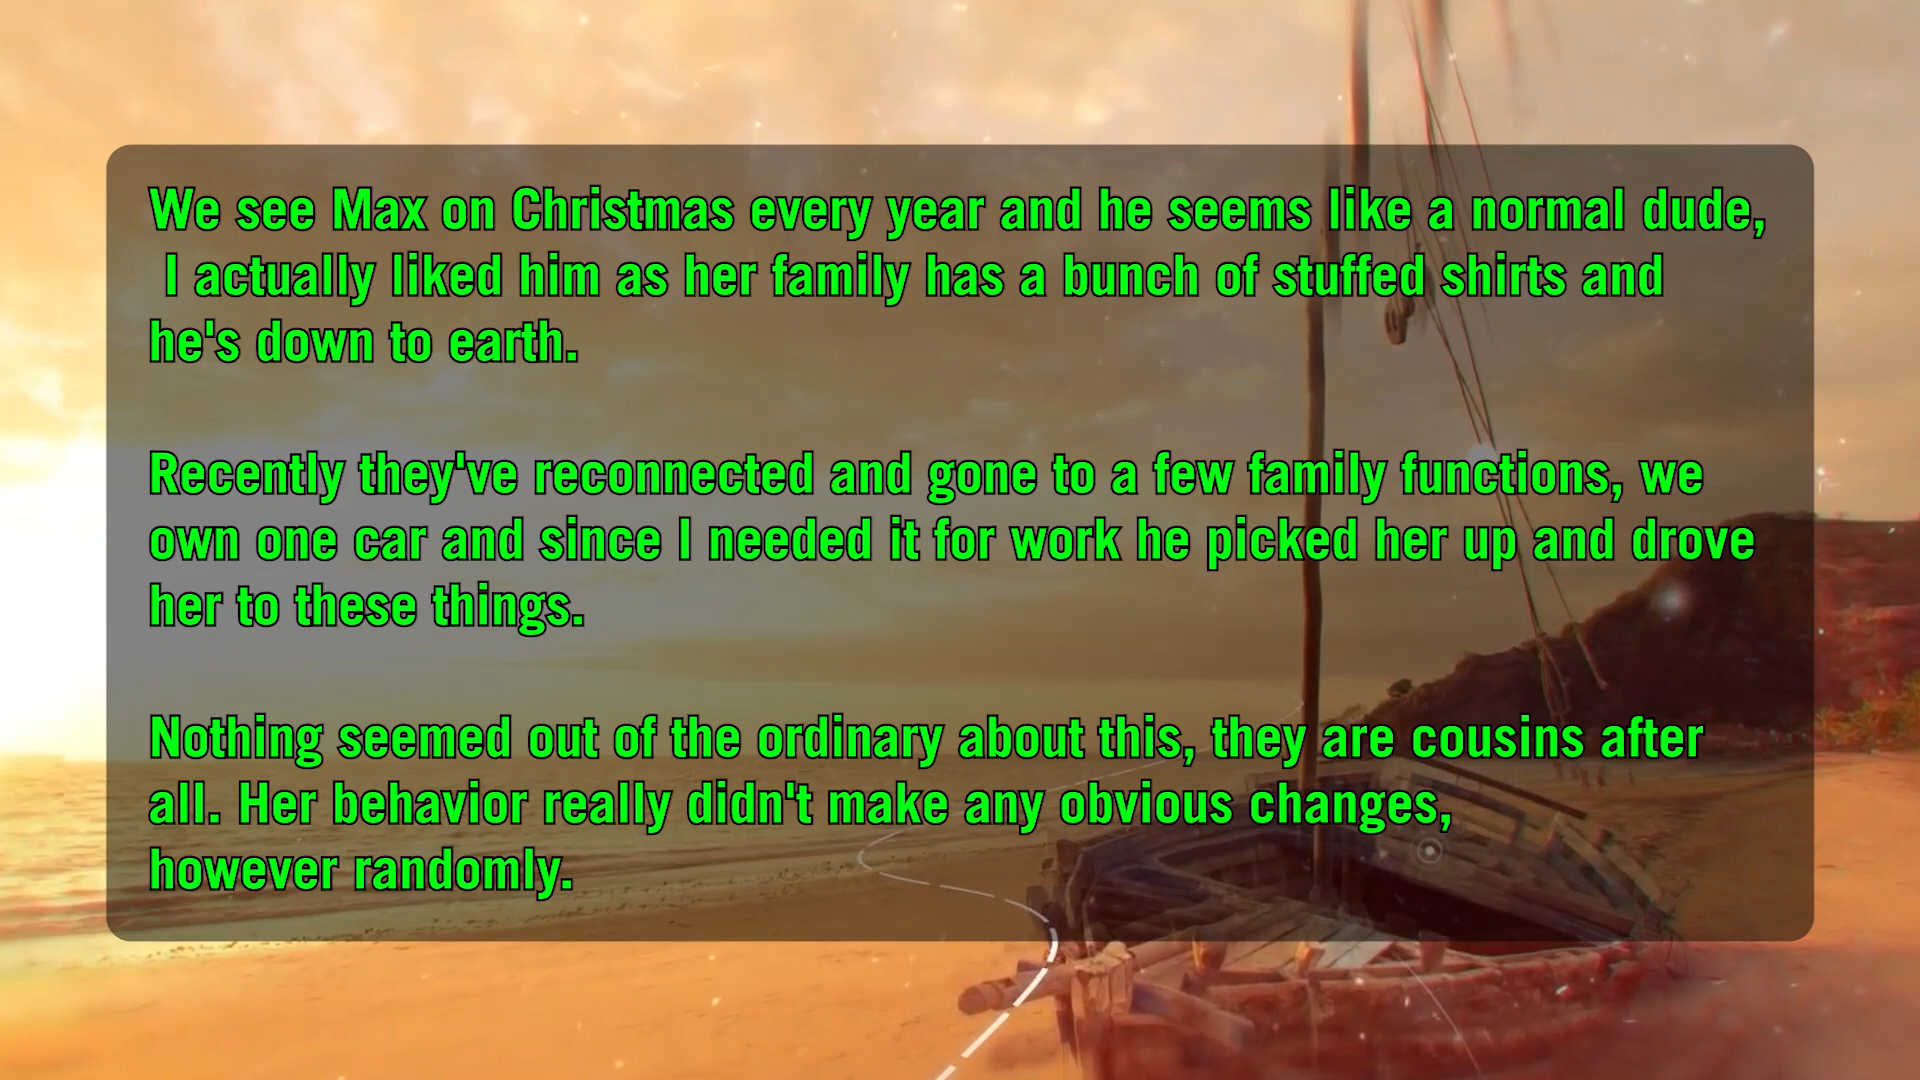 We see Max on Christmas every year and he seems like a normal dude,
I actually liked him as her family has a bunch of stuffed shirts and
he's down to earth.
Recently they've reconnected and gone to a few family functions, we
own one car and since I needed it for work he picked her up and drove
her to these things.
Nothing seemed out of the ordinary about this, they are cousins after
all. Her behavior really didn't make any obvious changes,
however randomly.